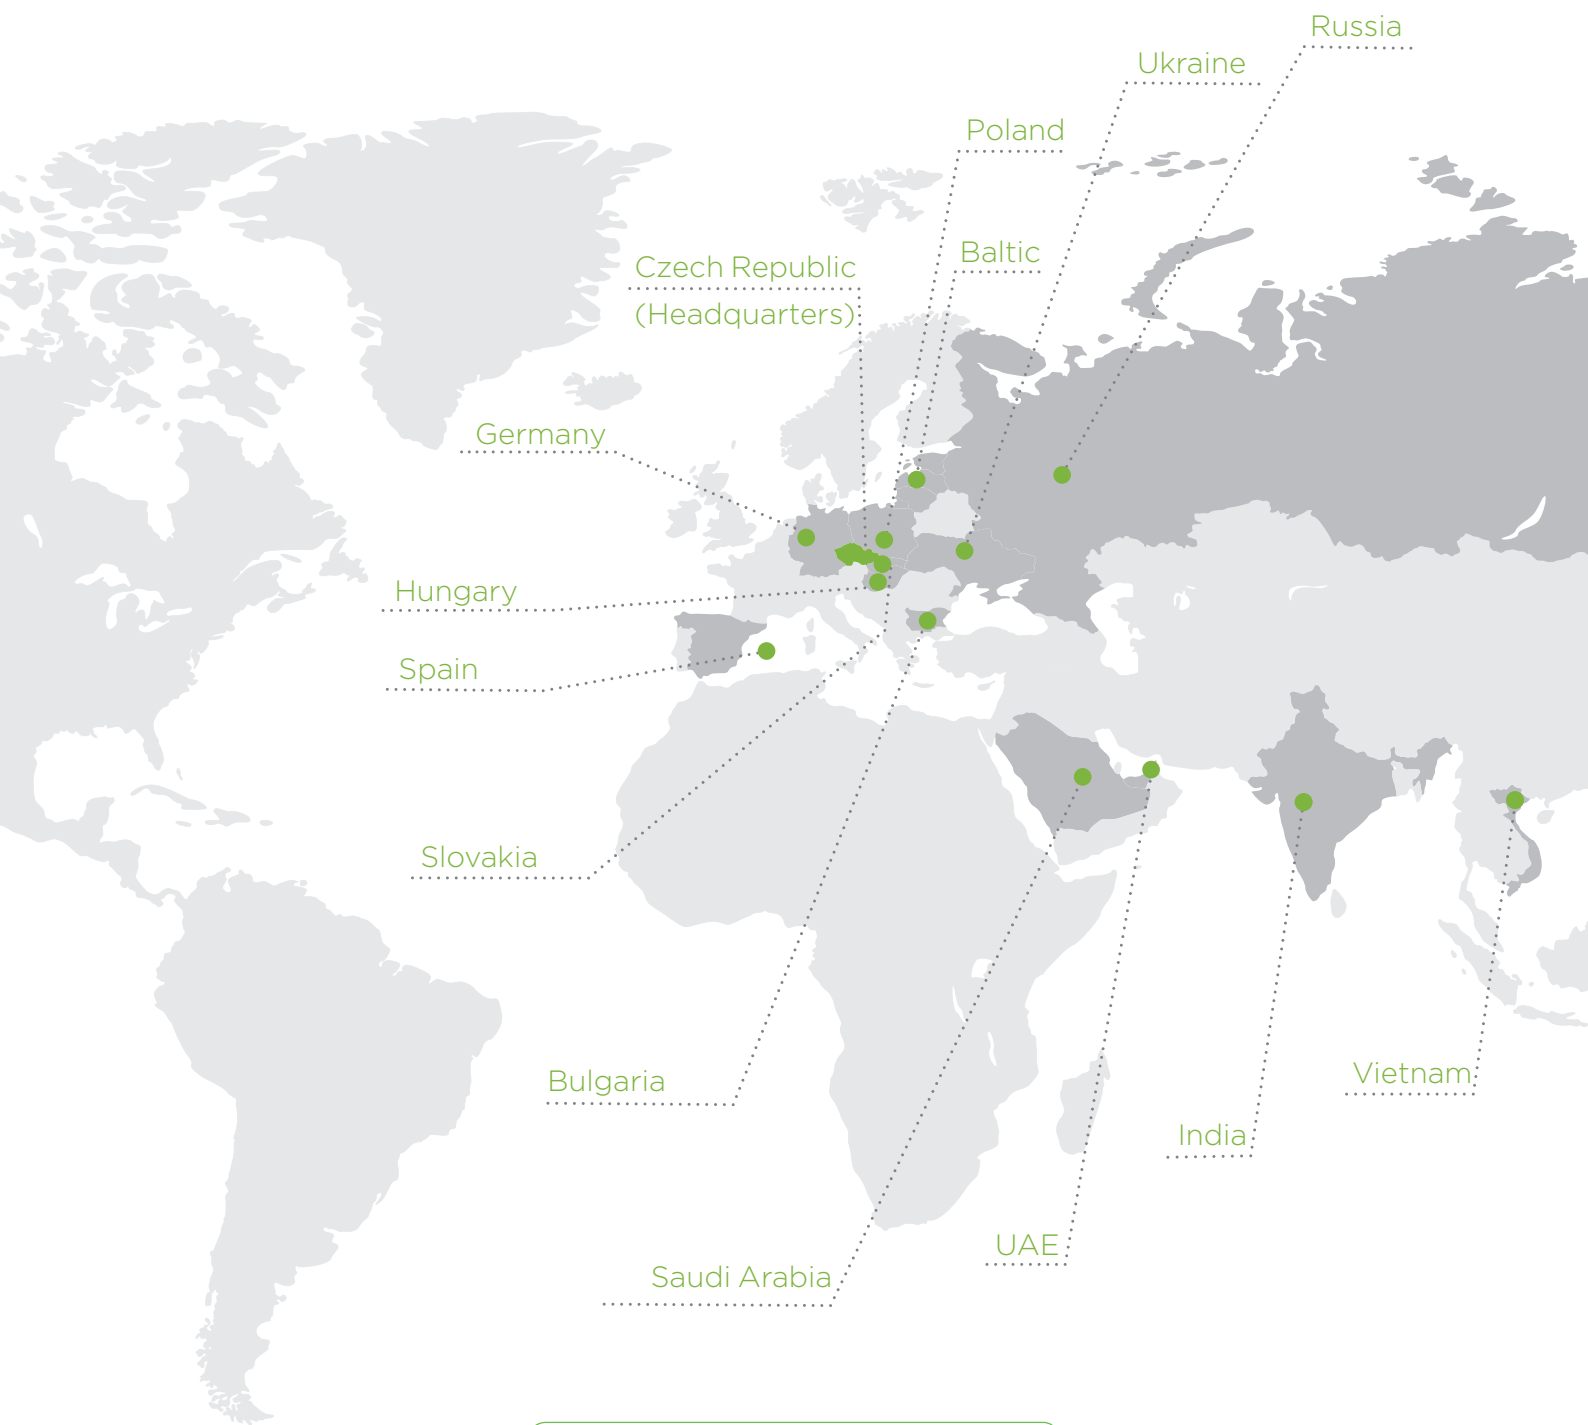 Russia
Ukraine
Poland
Baltic
Czech Republic
(Headquarters)
Germany
Hungary
Spain
Slovakia
Bulgaria
Vietnam
India
UAE
Saudi Arabia